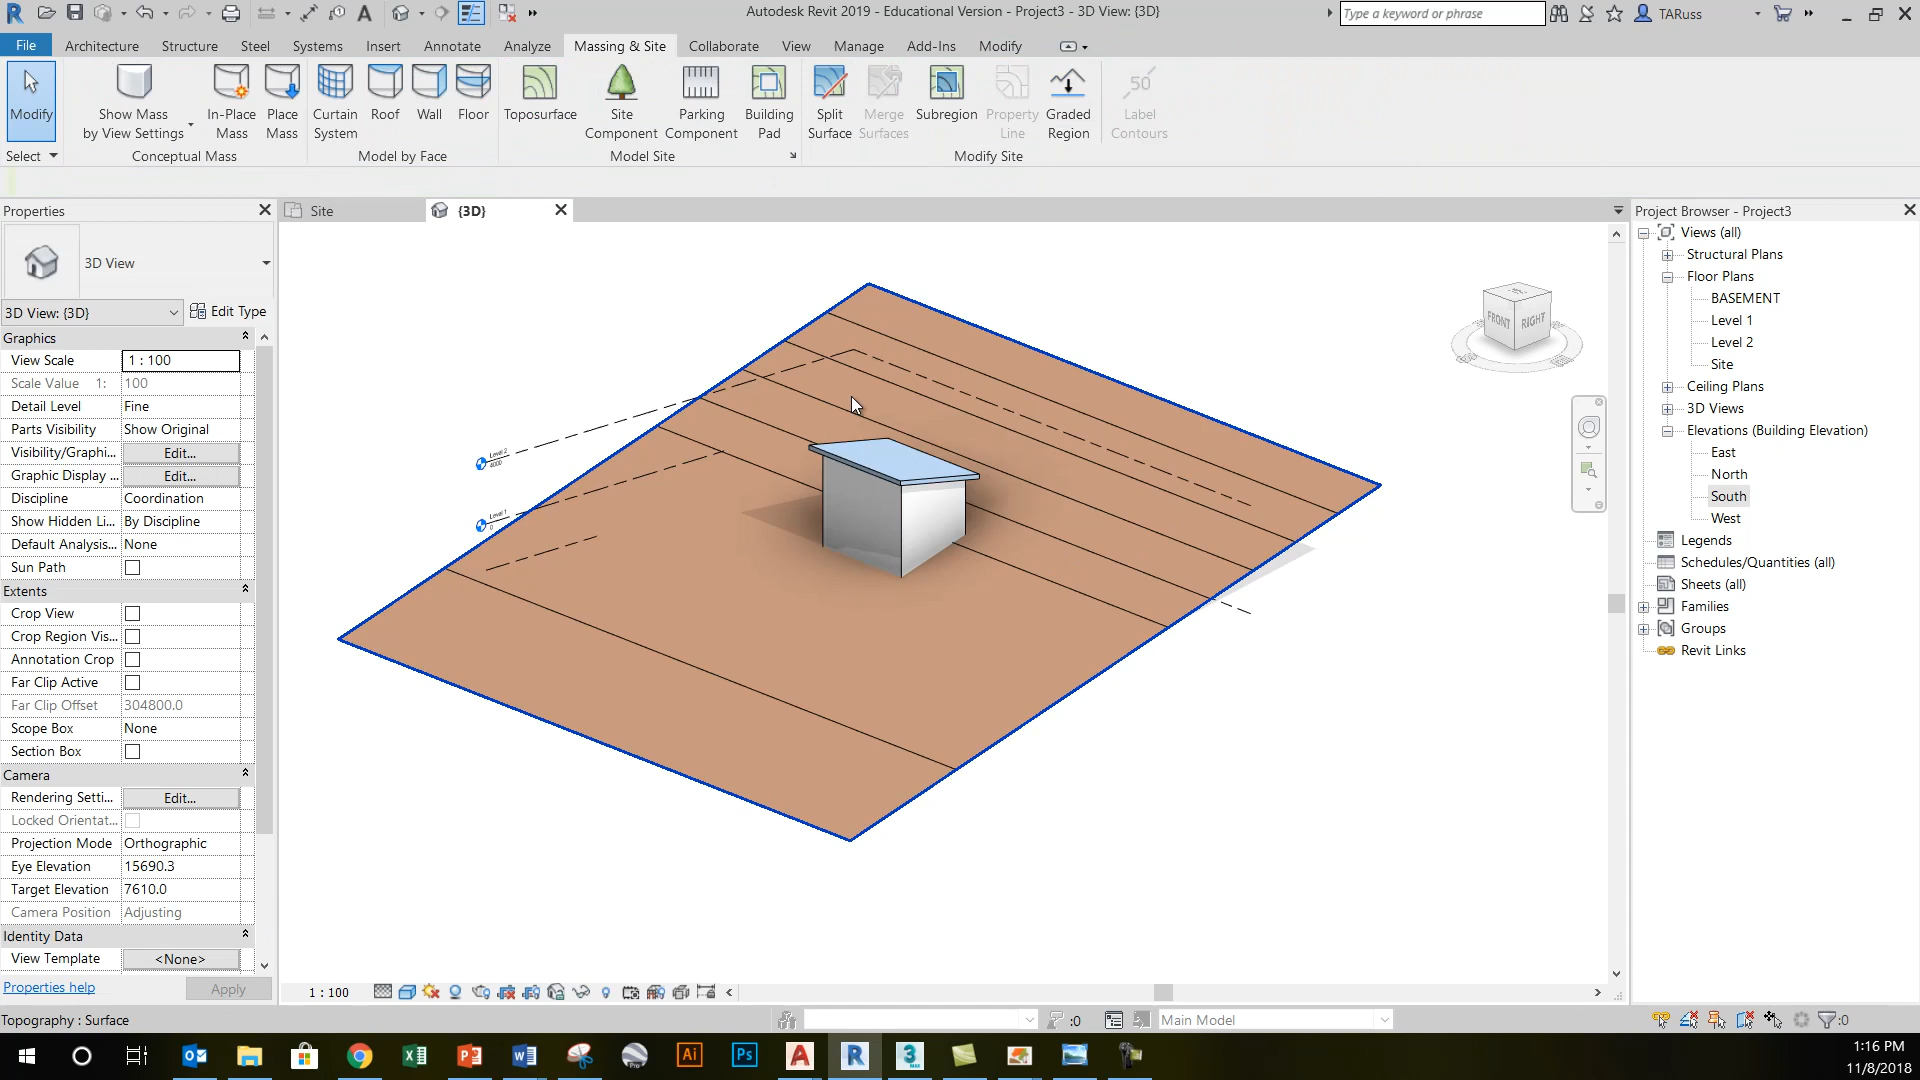 Autodesk Revit 2019 - Educational Version - Project3 - 3D View: {3D}
Type a keyword or phrase
TARuss
File Architecture Structure Steel Systems Insert Annotate Analyze Massing & Site Collaborate View Manage Add-Ins Modify
Modify
Show Mass by View Settings
In-Place Mass
Place Mass
Curtain System
Roof
Wall
Floor
Toposurface
Site Component
Parking Component
Building Pad
Split Surface
Merge Surfaces
Subregion
Property Line
Graded Region
50
Label Contours
Select
Conceptual Mass
Model by Face
Model Site
Modify Site
Properties
3D View
3D View: {3D}
Edit Type
Graphics
View Scale 1 : 100
Scale Value 1: 100
Detail Level Fine
Parts Visibility Show Original
Visibility/Graphi... Edit...
Graphic Display ... Edit...
Discipline Coordination
Show Hidden Li... By Discipline
Default Analysis... None
Sun Path
Extents
Crop View
Crop Region Vis...
Annotation Crop
Far Clip Active
Far Clip Offset 304800.0
Scope Box None
Section Box
Camera
Rendering Setti... Edit...
Locked Orientat...
Projection Mode Orthographic
Eye Elevation 15690.3
Target Elevation 7610.0
Camera Position Adjusting
Identity Data
View Template <None>
Properties help
Apply
Site
{3D}
Level 2
4000
Level 1
0
FRONT
RIGHT
1 : 100
Project Browser - Project3
Views (all)
Structural Plans
Floor Plans
BASEMENT
Level 1
Level 2
Site
Ceiling Plans
3D Views
Elevations (Building Elevation)
East
North
South
West
Legends
Schedules/Quantities (all)
Sheets (all)
Families
Groups
Revit Links
Topography : Surface
:0
Main Model
:0
1:16 PM
11/8/2018